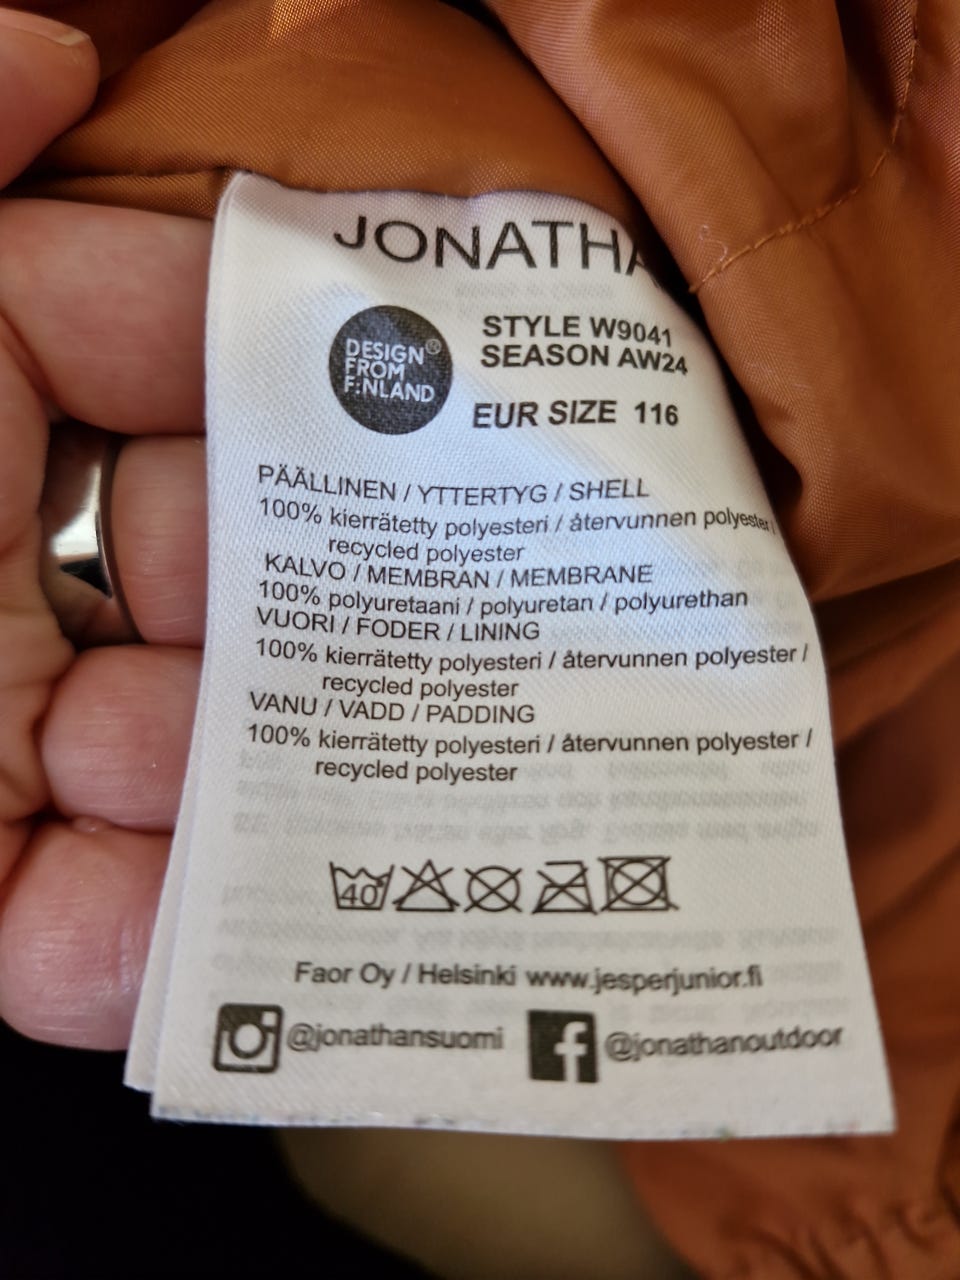 JONATHA
DESIGN®
FROM
F:NLAND
STYLE W9041
SEASON AW24
EUR SIZE 116
PÄÄLLINEN / YTTERTYG / SHELL
100% kierrätetty polyesteri / återvunnen polyester /
recycled polyester
KALVO / MEMBRAN / MEMBRANE
100% polyuretaani / polyuretan / polyurethan
VUORI / FODER / LINING
100% kierrätetty polyesteri / återvunnen polyester /
recycled polyester
VANU / VADD / PADDING
100% kierrätetty polyesteri / återvunnen polyester /
recycled polyester
40
Faor Oy / Helsinki www.jesperjunior.fi
@jonathansuomi
f @jonathanoutdoor